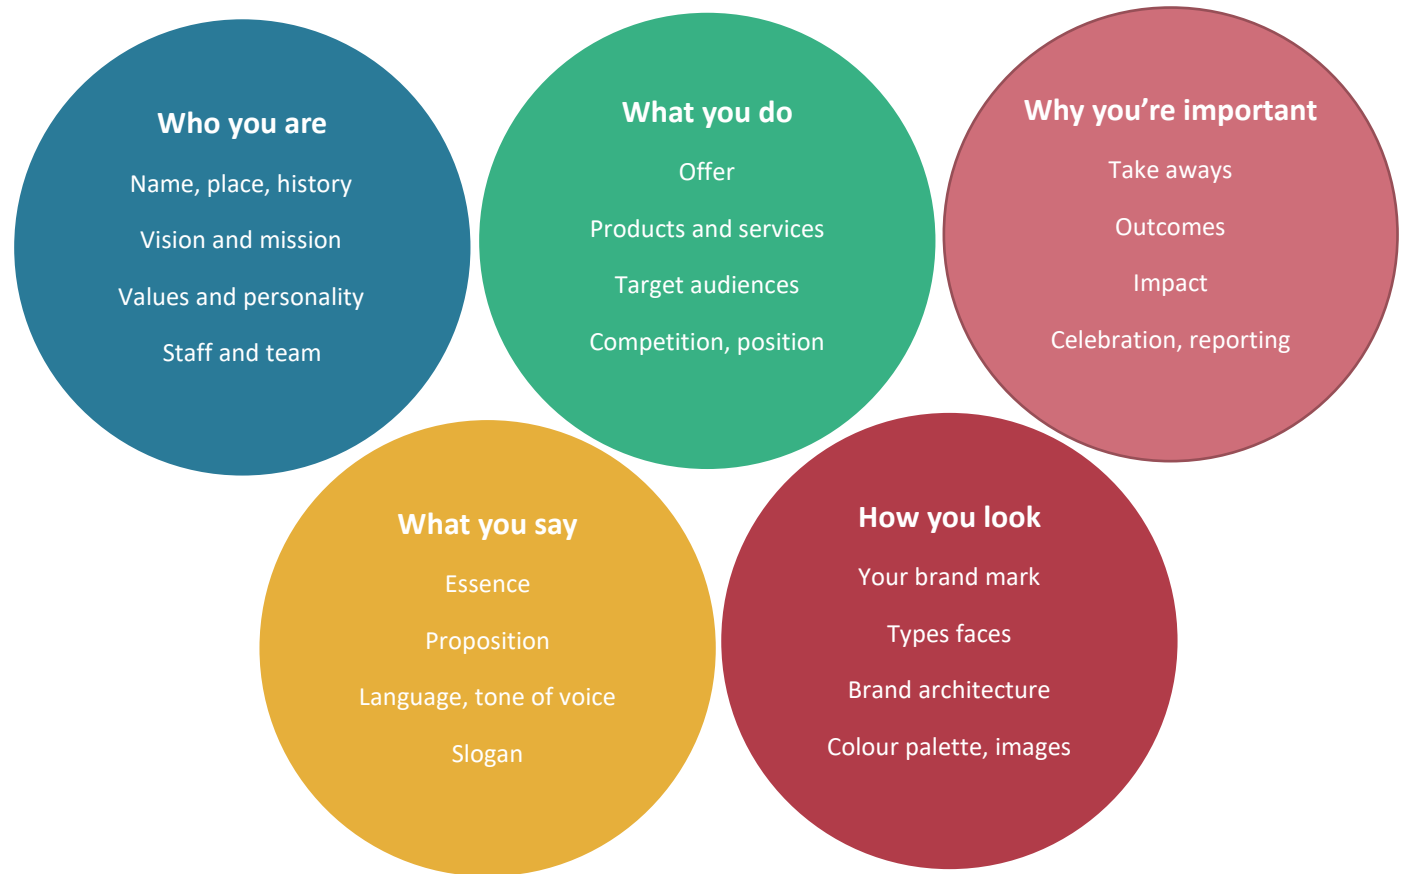 Who you are
Name, place, history
Vision and mission
Values and personality
Staff and team
What you do
Offer
Products and services
Target audiences
Competition, position
Why you’re important
Take aways
Outcomes
Impact
Celebration, reporting
What you say
Essence
Proposition
Language, tone of voice
Slogan
How you look
Your brand mark
Types faces
Brand architecture
Colour palette, images